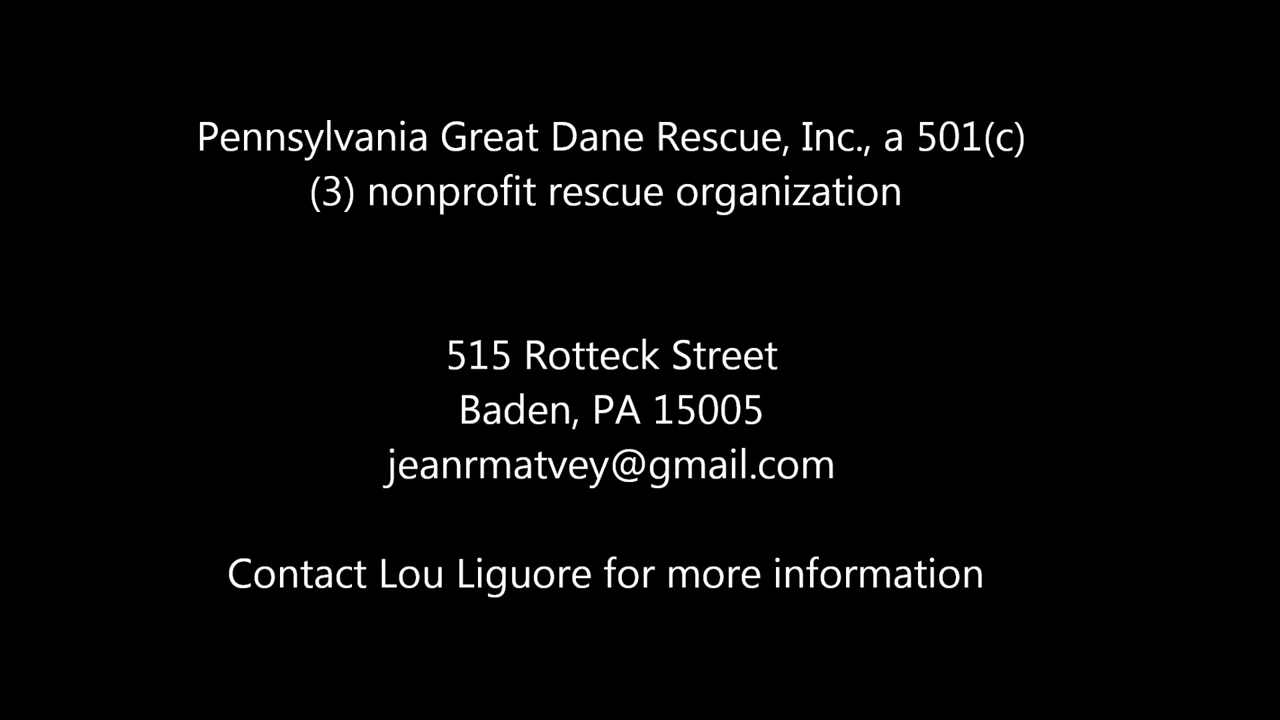 Pennsylvania Great Dane Rescue, Inc., a 501(c)
(3) nonprofit rescue organization
515 Rotteck Street
Baden, PA 15005
jeanrmatvey@gmail.com
Contact Lou Liguore for more information